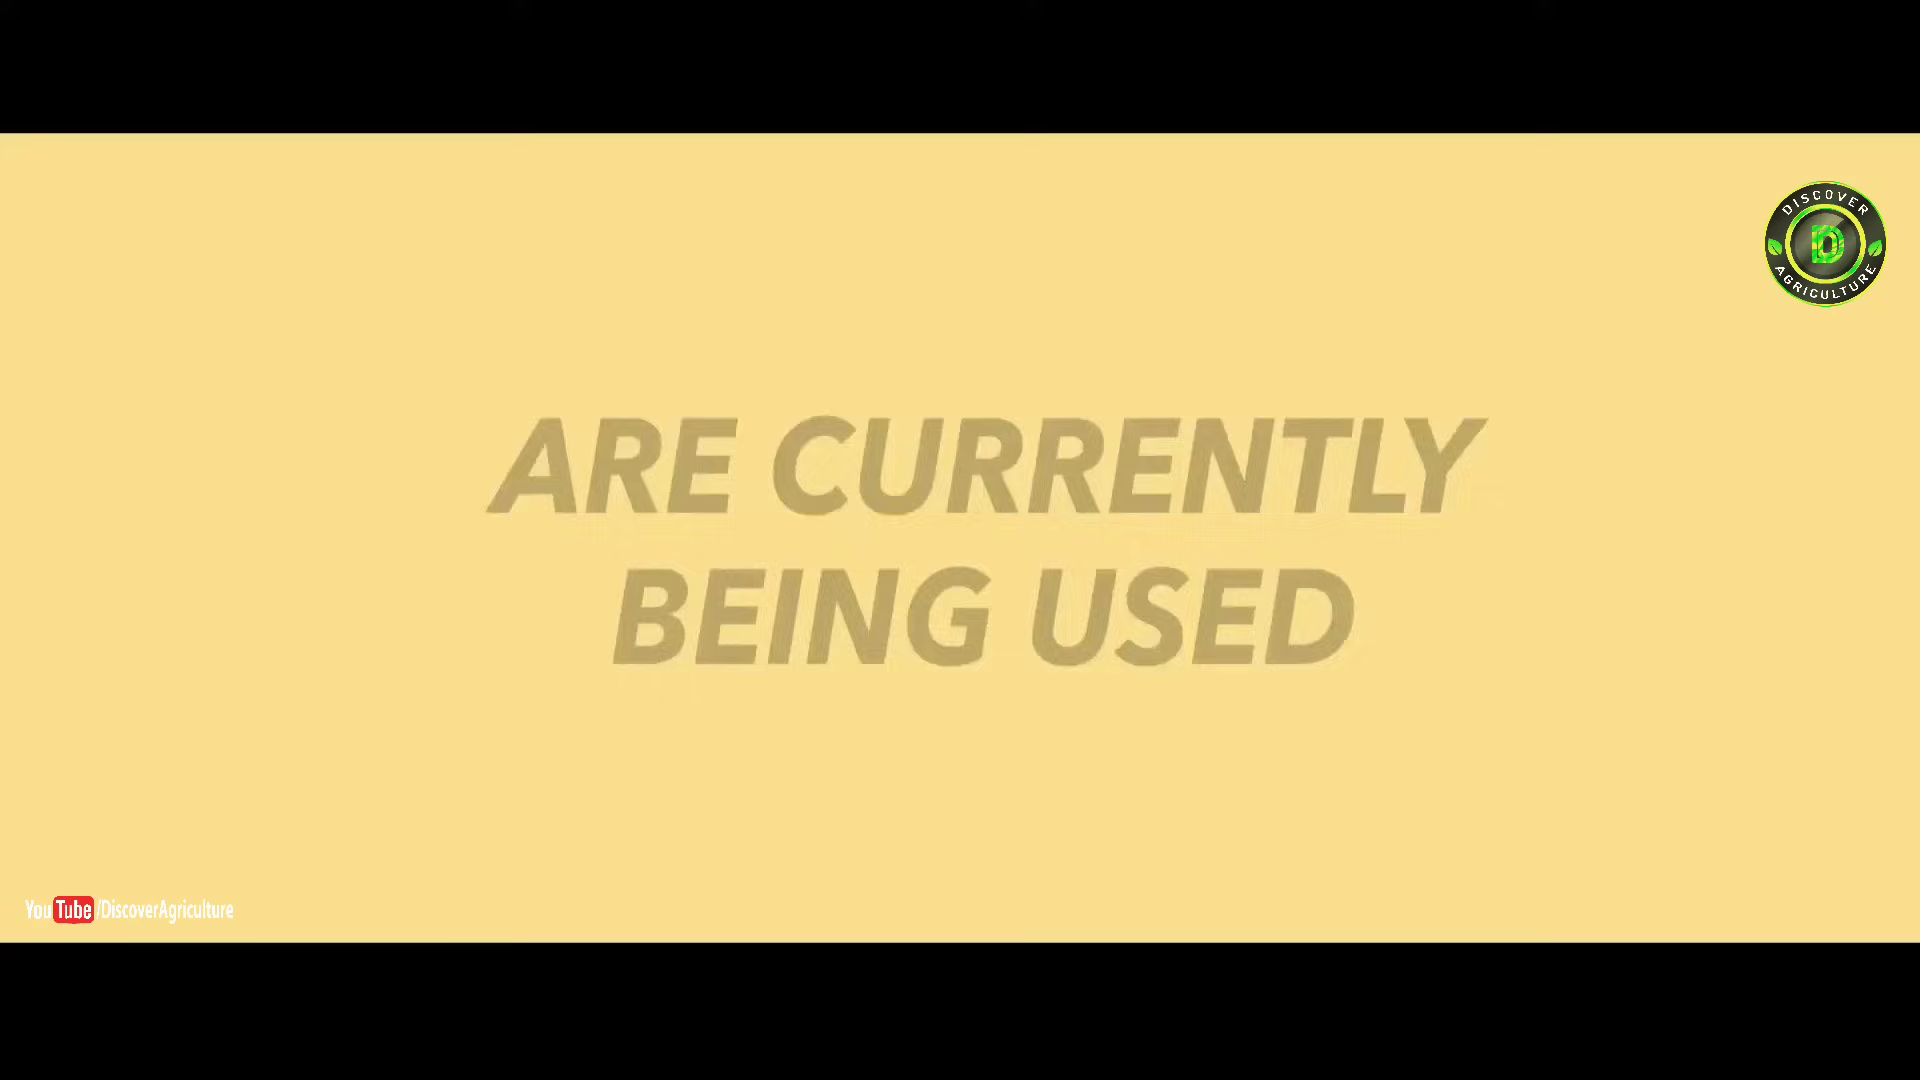 DISCOVER
D
AGRICULTURE
ARE CURRENTLY
BEING USED
YouTube/DiscoverAgriculture